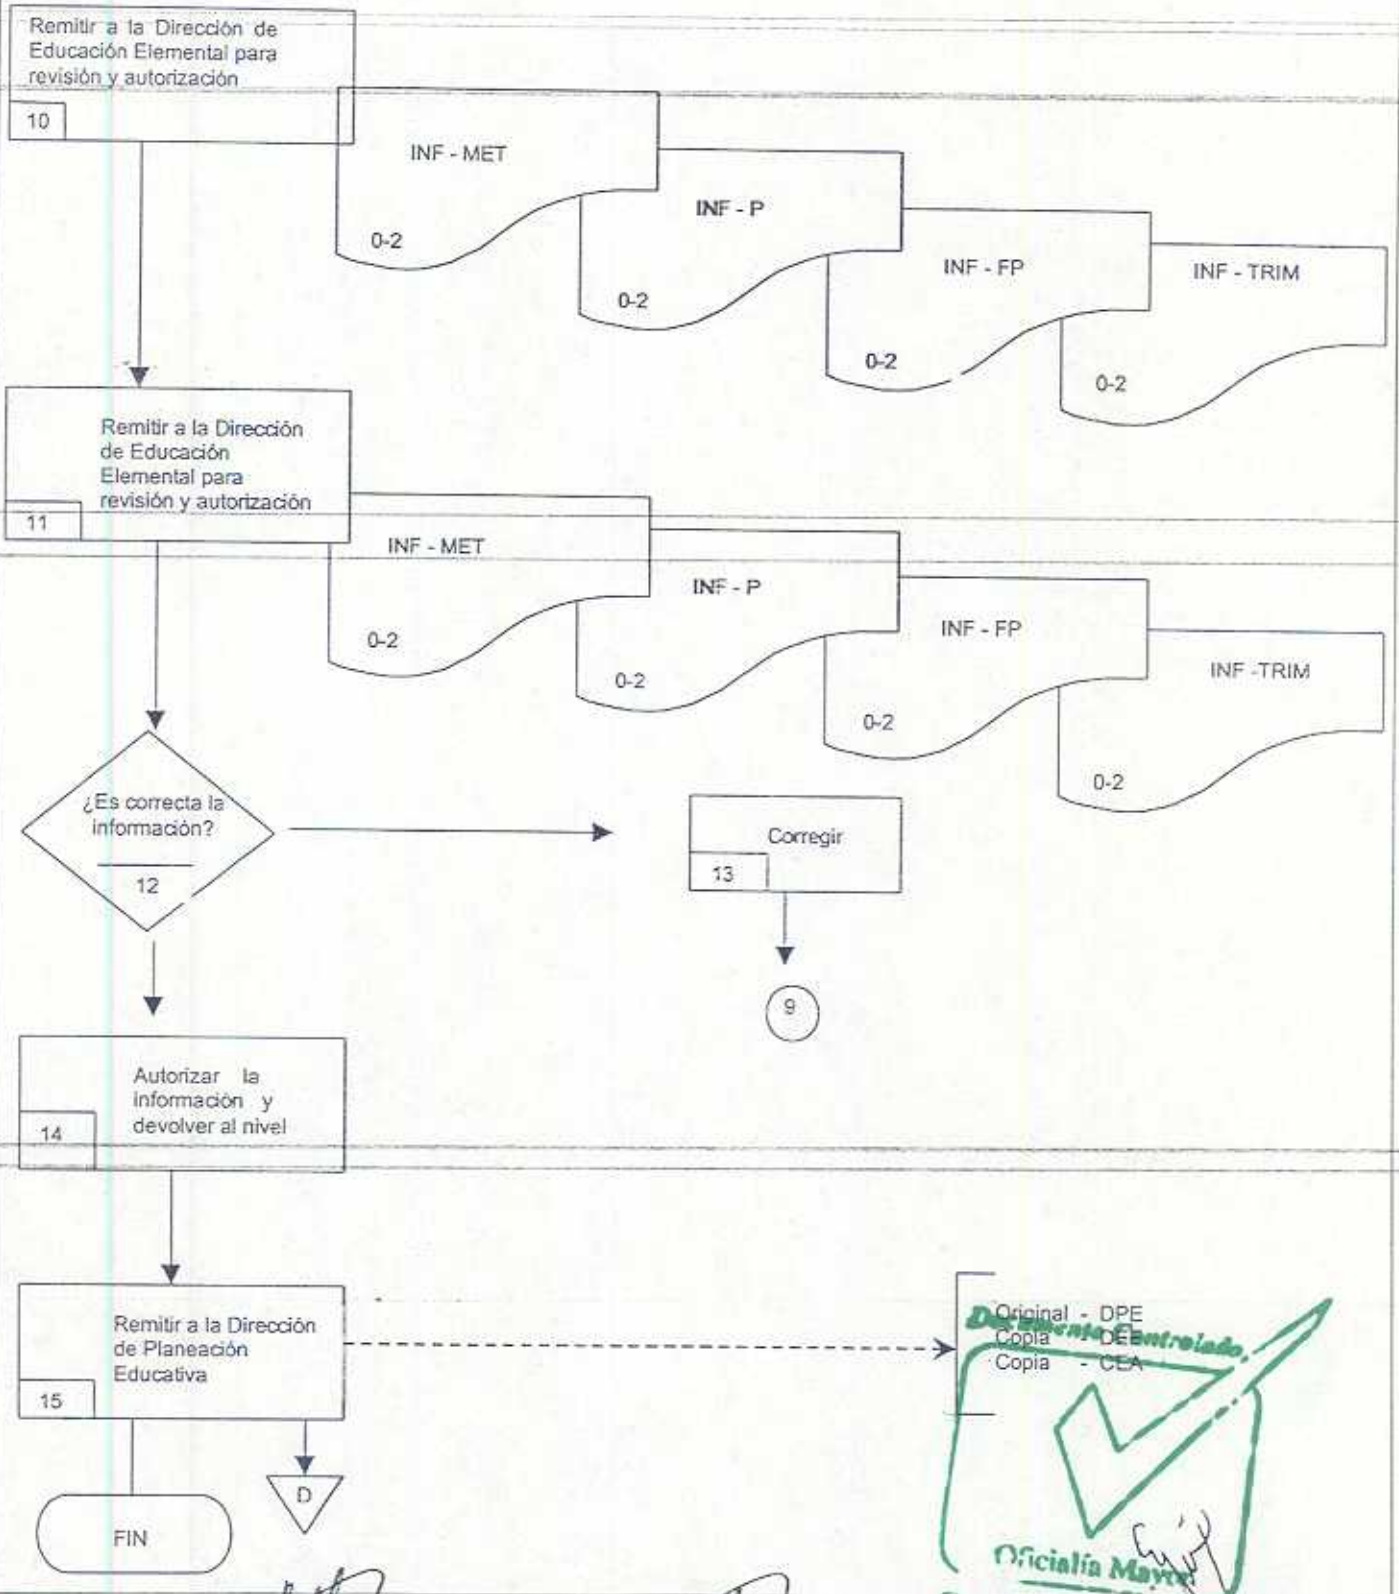 Remitir a la Dirección de
Educación Elemental para
revisión y autorización
10
INF - MET
0-2
INF - P
0-2
INF - FP
0-2
INF - TRIM
0-2
Remitir a la Dirección
de Educación
Elemental para
revisión y autorización
11
INF - MET
0-2
INF - P
0-2
INF - FP
0-2
INF -TRIM
0-2
¿Es correcta la
información?
12
Corregir
13
9
Autorizar la
información y
devolver al nivel
14
Remitir a la Dirección
de Planeación
Educativa
15
Original - DPE
Copia - DEE
Copia - CEA
Documento Controlado
Oficialía Mayor
D
FIN